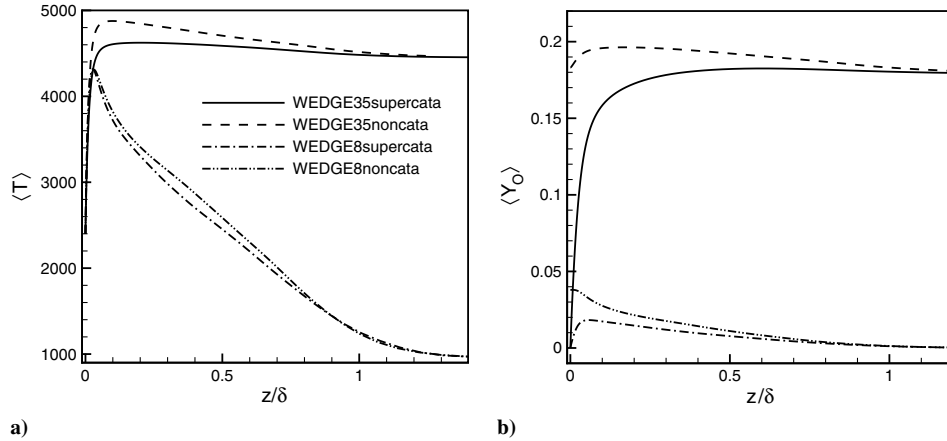 5000
4000
3000
2000
1000
⟨T⟩
WEDGE35supercata
WEDGE35noncata
WEDGE8supercata
WEDGE8noncata
0
0.5
1
z/δ
a)
0.2
0.15
0.1
0.05
0
⟨Y_O⟩
0
0.5
1
z/δ
b)